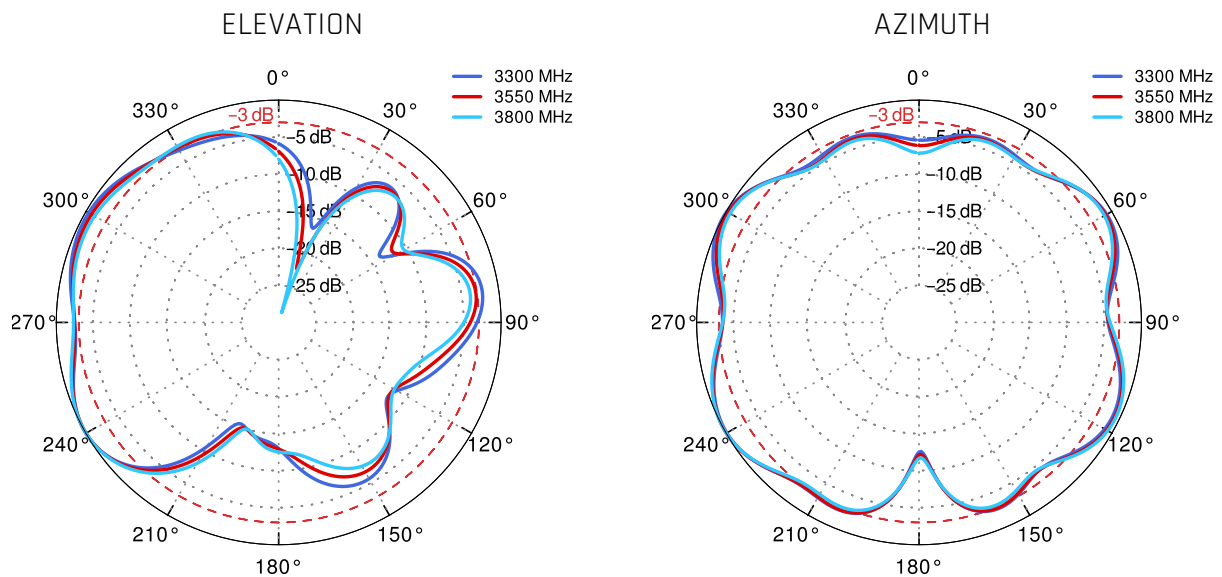 ELEVATION
0°
30°
60°
90°
120°
150°
180°
210°
240°
270°
300°
330°
−3 dB
−5 dB
−10 dB
−15 dB
−20 dB
−25 dB
3300 MHz
3550 MHz
3800 MHz
AZIMUTH
0°
30°
60°
90°
120°
150°
180°
210°
240°
270°
300°
330°
−3 dB
−5 dB
−10 dB
−15 dB
−20 dB
−25 dB
3300 MHz
3550 MHz
3800 MHz